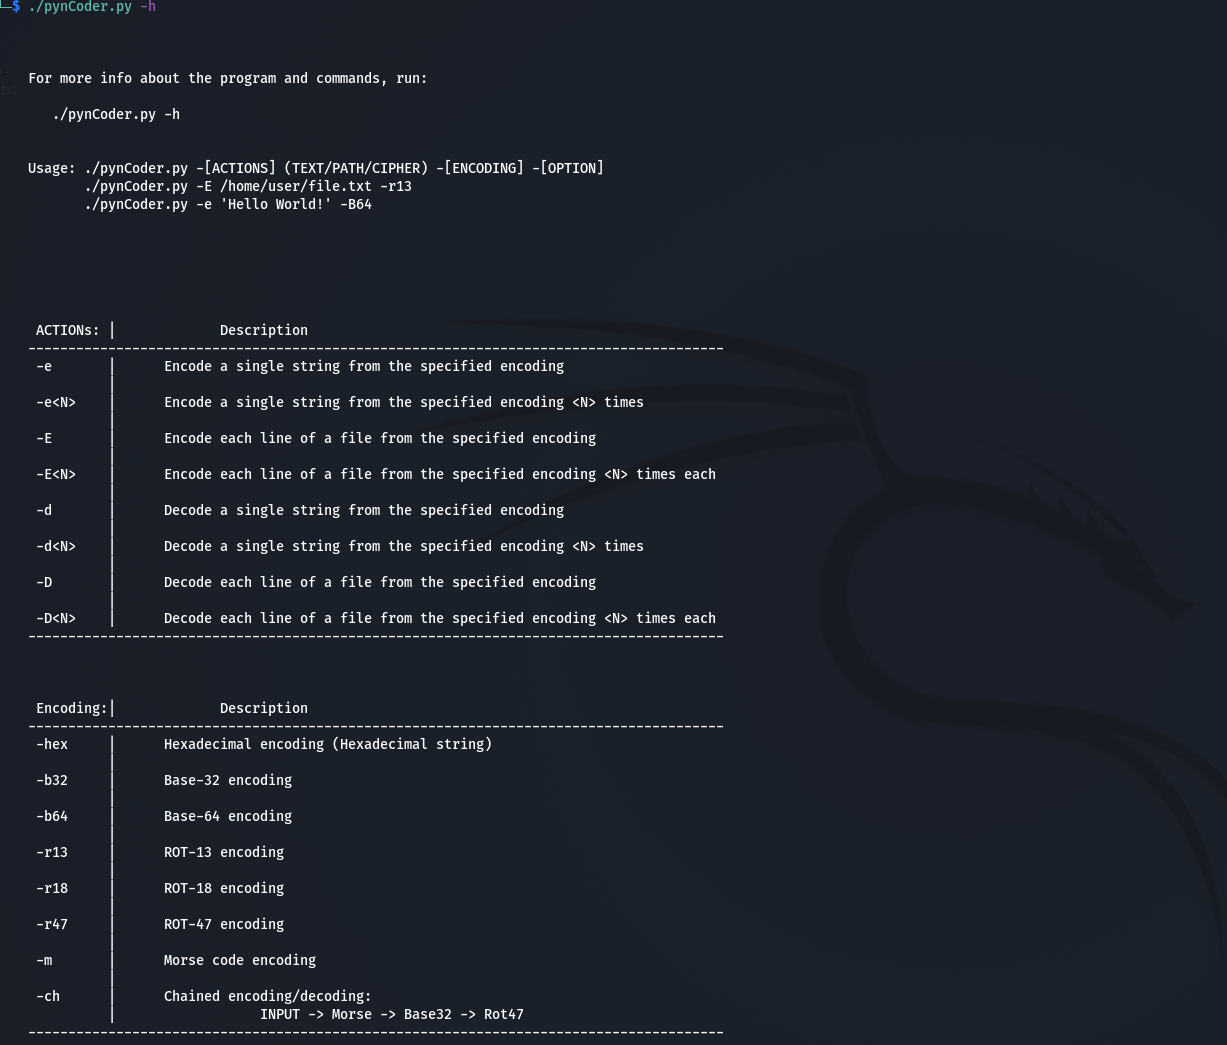 └─$ ./pynCoder.py -h
For more info about the program and commands, run:
./pynCoder.py -h
Usage: ./pynCoder.py -[ACTIONS] (TEXT/PATH/CIPHER) -[ENCODING] -[OPTION]
./pynCoder.py -E /home/user/file.txt -r13
./pynCoder.py -e 'Hello World!' -B64
ACTIONs: | Description
---------------------------------------------------------------------------------------
-e | Encode a single string from the specified encoding
-e<N> | Encode a single string from the specified encoding <N> times
-E | Encode each line of a file from the specified encoding
-E<N> | Encode each line of a file from the specified encoding <N> times each
-d | Decode a single string from the specified encoding
-d<N> | Decode a single string from the specified encoding <N> times
-D | Decode each line of a file from the specified encoding
-D<N> | Decode each line of a file from the specified encoding <N> times each
---------------------------------------------------------------------------------------
Encoding:| Description
---------------------------------------------------------------------------------------
-hex | Hexadecimal encoding (Hexadecimal string)
-b32 | Base-32 encoding
-b64 | Base-64 encoding
-r13 | ROT-13 encoding
-r18 | ROT-18 encoding
-r47 | ROT-47 encoding
-m | Morse code encoding
-ch | Chained encoding/decoding:
| INPUT -> Morse -> Base32 -> Rot47
---------------------------------------------------------------------------------------